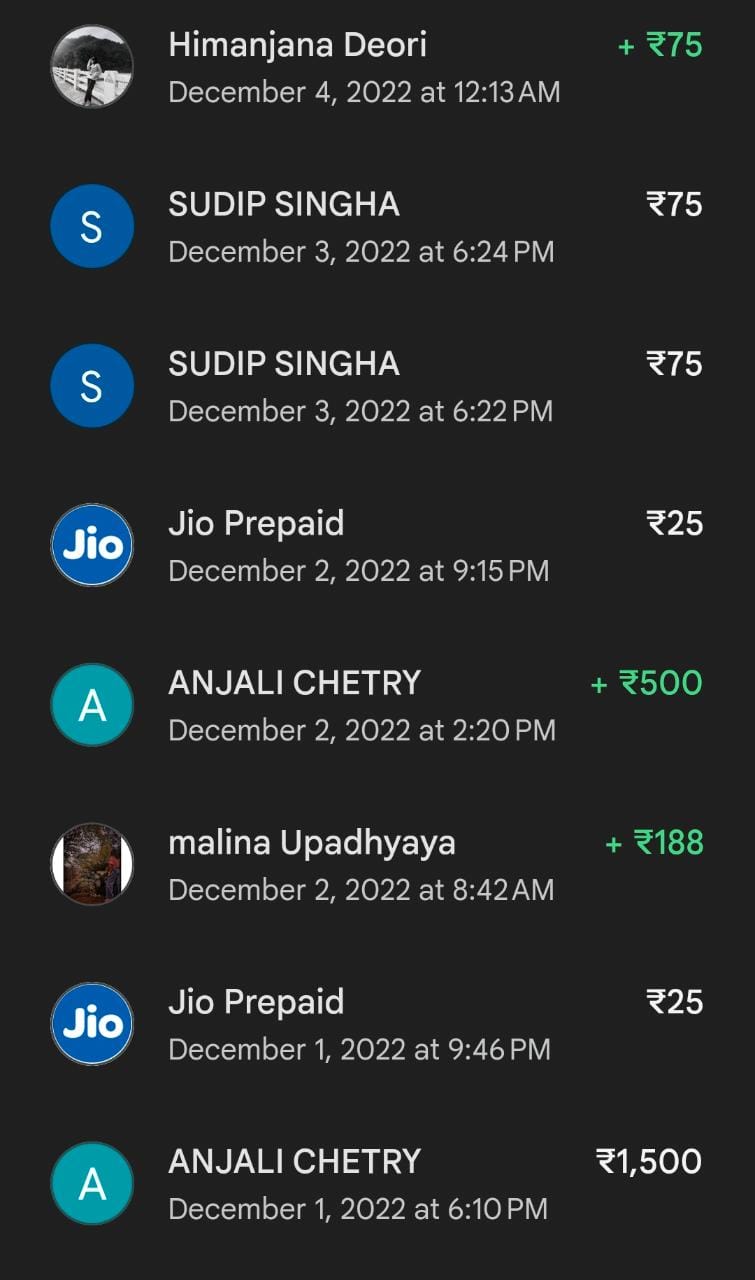 Himanjana Deori + ₹75
December 4, 2022 at 12:13 AM
S SUDIP SINGHA ₹75
December 3, 2022 at 6:24 PM
S SUDIP SINGHA ₹75
December 3, 2022 at 6:22 PM
Jio Jio Prepaid ₹25
December 2, 2022 at 9:15 PM
A ANJALI CHETRY + ₹500
December 2, 2022 at 2:20 PM
malina Upadhyaya + ₹188
December 2, 2022 at 8:42 AM
Jio Jio Prepaid ₹25
December 1, 2022 at 9:46 PM
A ANJALI CHETRY ₹1,500
December 1, 2022 at 6:10 PM